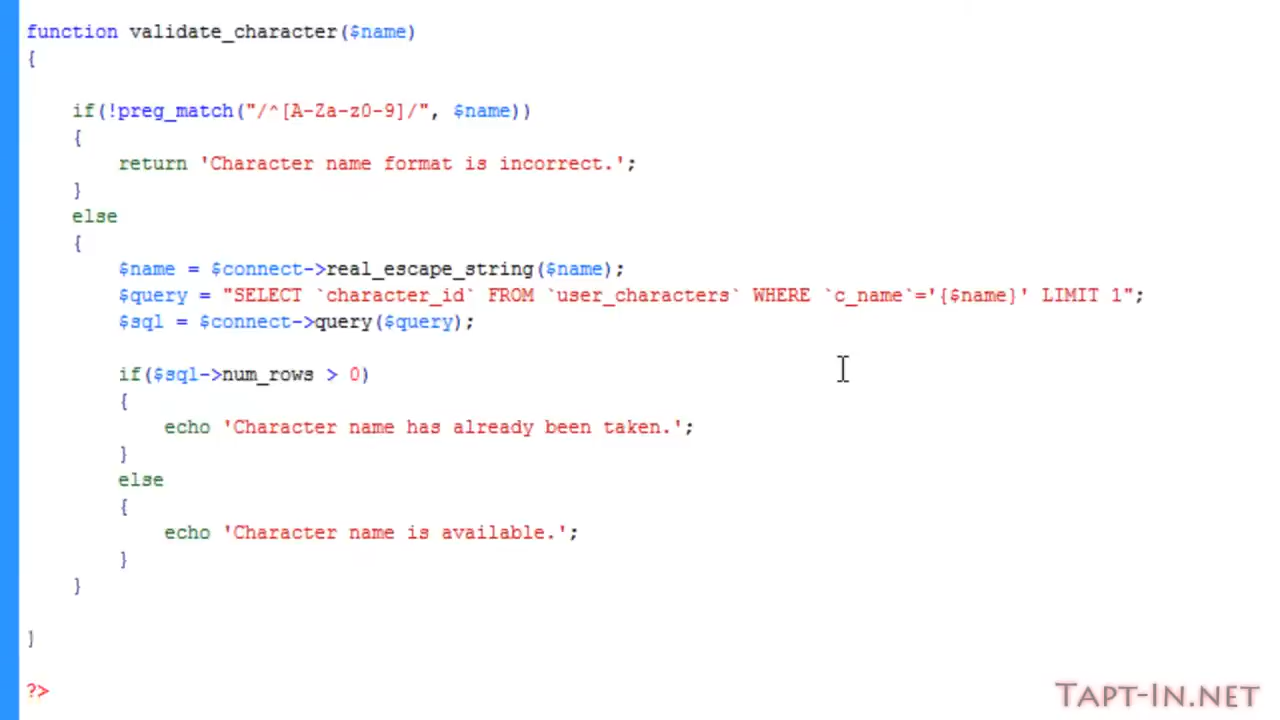 function validate_character($name)
{
if(!preg_match("/^[A-Za-z0-9]/", $name))
{
return 'Character name format is incorrect.';
}
else
{
$name = $connect->real_escape_string($name);
$query = "SELECT `character_id` FROM `user_characters` WHERE `c_name`='{$name}' LIMIT 1";
$sql = $connect->query($query);
if($sql->num_rows > 0)
{
echo 'Character name has already been taken.';
}
else
{
echo 'Character name is available.';
}
}
}
?>
TAPT-IN.NET